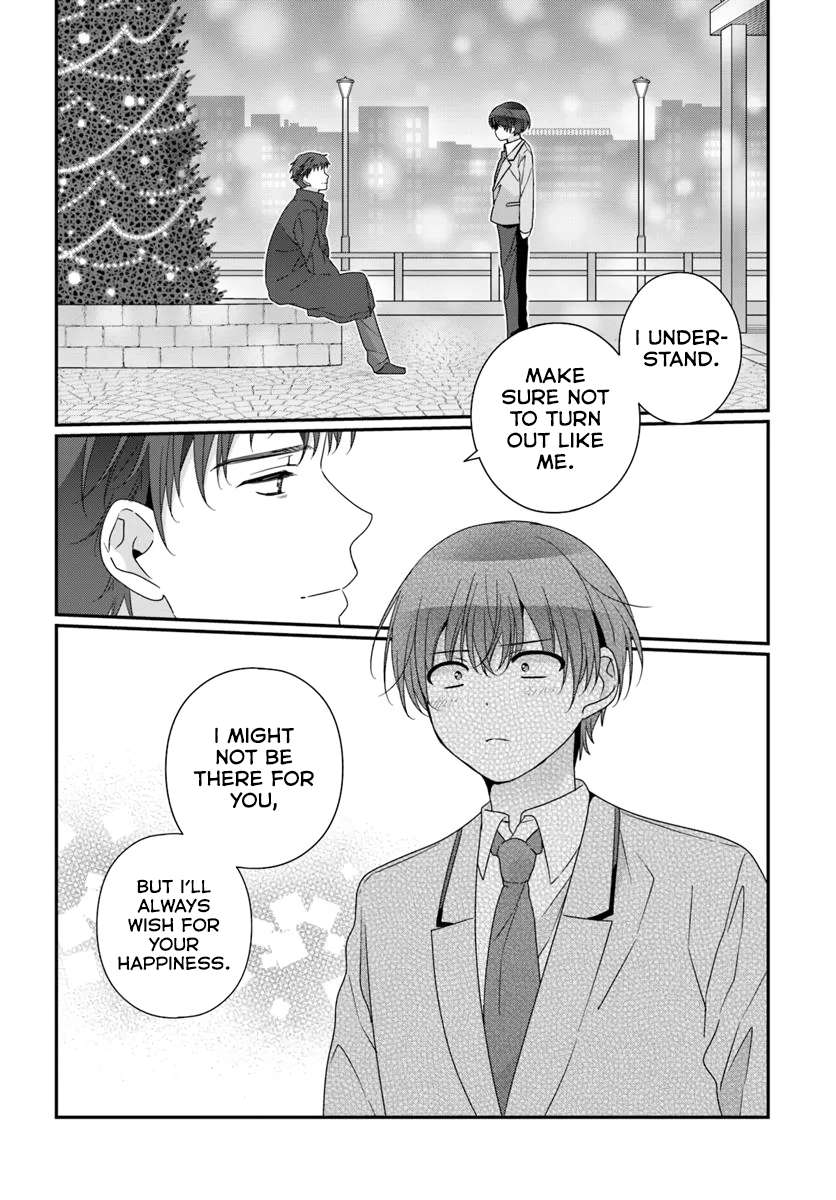 I UNDER-
STAND.
MAKE
SURE NOT
TO TURN
OUT LIKE
ME.
I MIGHT
NOT BE
THERE FOR
YOU,
BUT I'LL
ALWAYS
WISH FOR
YOUR
HAPPINESS.